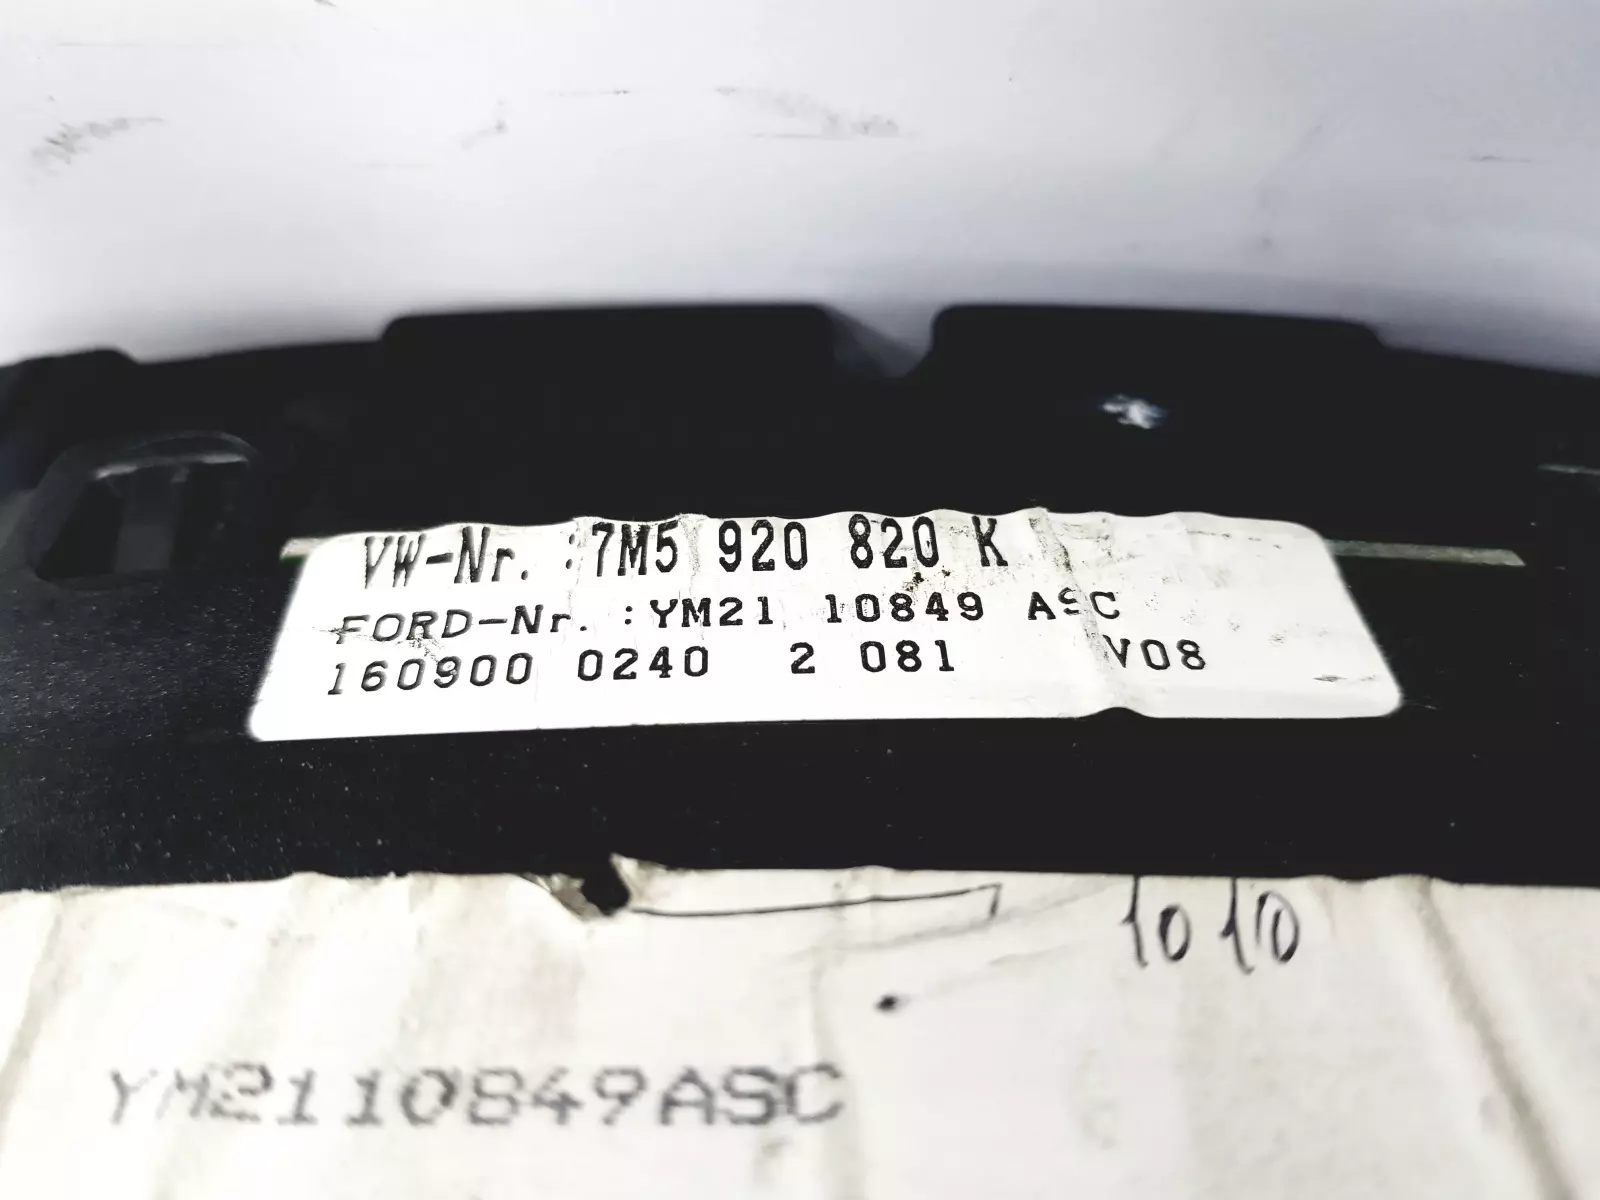 VW-Nr. :7M5 920 820 K
FORD-Nr. :YM21 10849 ASC
160900 0240 2 081 V08
1010
YM2110849ASC